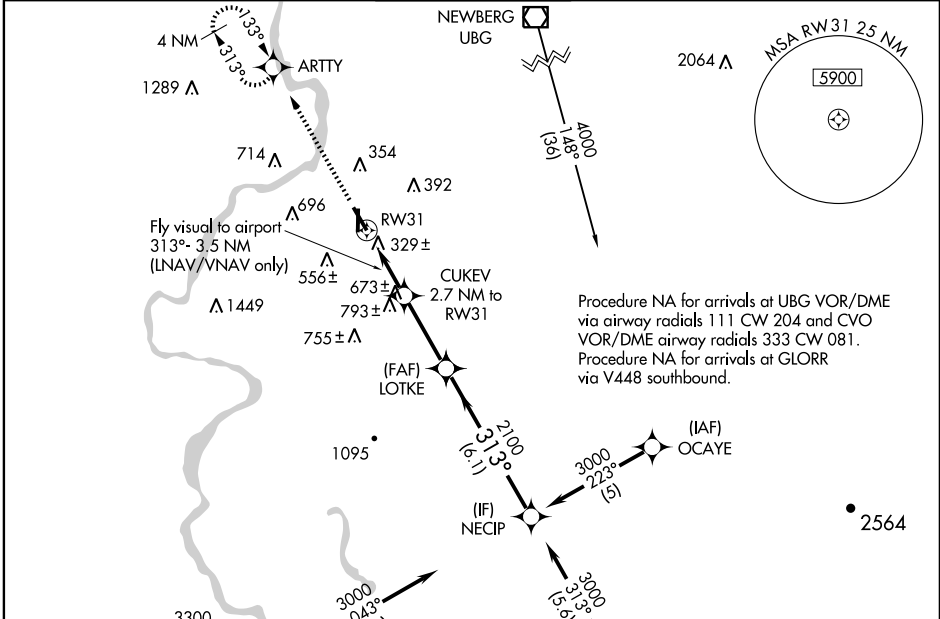 NEWBERG
UBG
MSA RW31 25 NM
5900
4 NM
133°
313°
ARTTY
2064
1289
4000
148°
(36)
714
354
392
696
RW31
329±
Fly visual to airport
313°- 3.5 NM
(LNAV/VNAV only)
556±
CUKEV
2.7 NM to
RW31
673±
793±
1449
755±
Procedure NA for arrivals at UBG VOR/DME
via airway radials 111 CW 204 and CVO
VOR/DME airway radials 333 CW 081.
Procedure NA for arrivals at GLORR
via V448 southbound.
(FAF)
LOTKE
2100
313°
(6.1)
1095
(IAF)
OCAYE
3000
223°
(5)
(IF)
NECIP
2564
3000
313°
(5.6)
3000
043°
3300